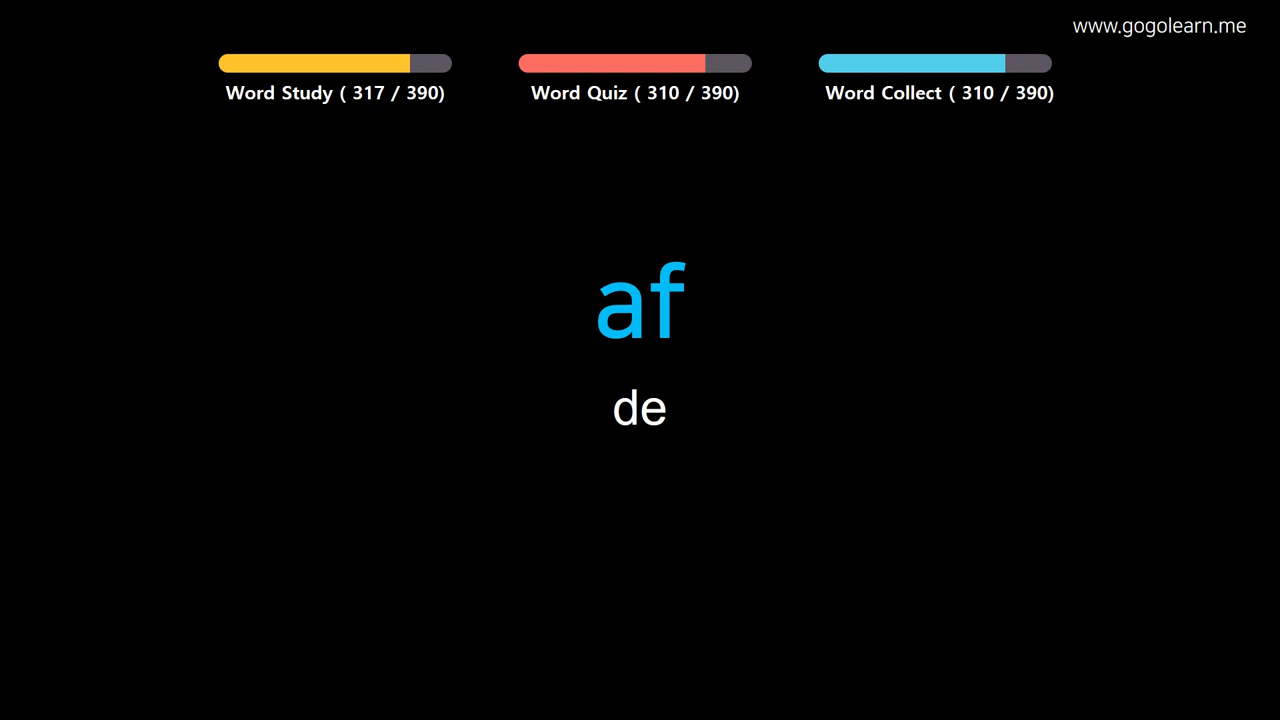 www.gogolearn.me
Word Study ( 317 / 390)
Word Quiz ( 310 / 390)
Word Collect ( 310 / 390)
af
de